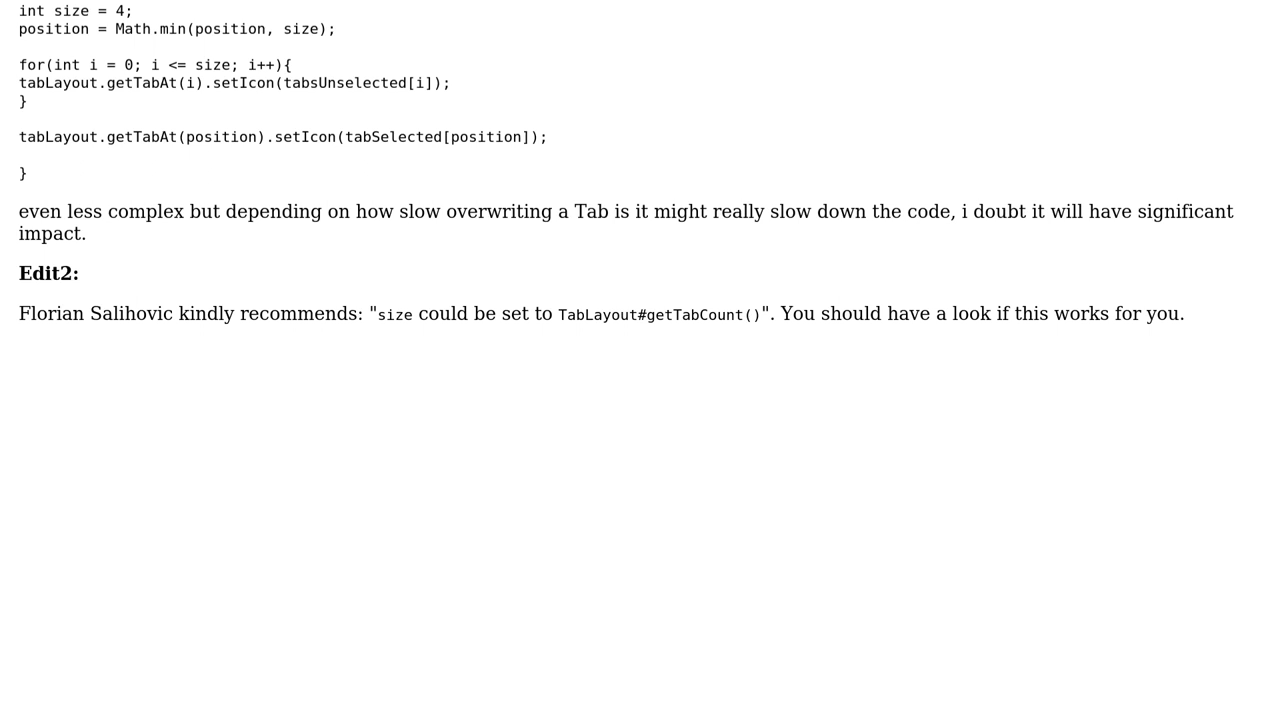 int size = 4;
position = Math.min(position, size);
for(int i = 0; i <= size; i++){
tabLayout.getTabAt(i).setIcon(tabsUnselected[i]);
}
tabLayout.getTabAt(position).setIcon(tabSelected[position]);
}
even less complex but depending on how slow overwriting a Tab is it might really slow down the code, i doubt it will have significant
impact.
Edit2:
Florian Salihovic kindly recommends: "size could be set to TabLayout#getTabCount()". You should have a look if this works for you.